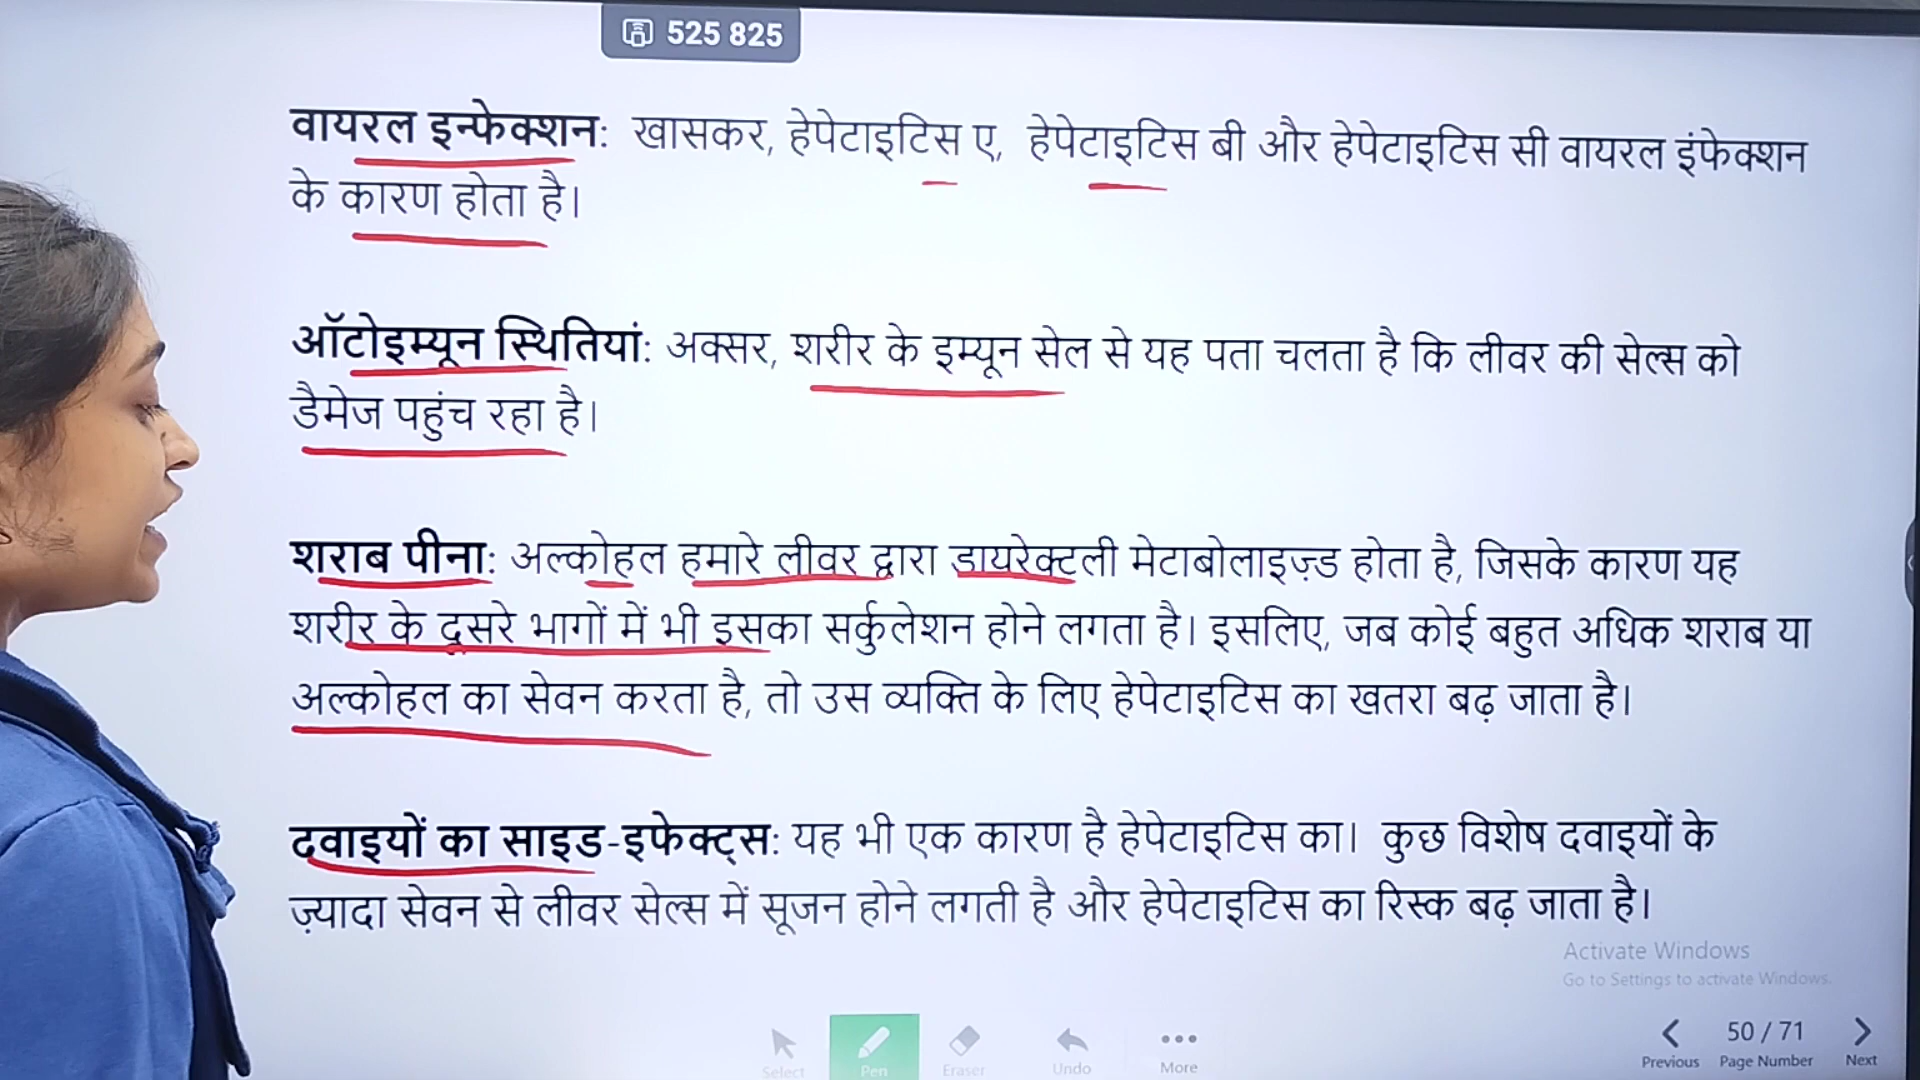 525 825
वायरल इन्फेक्शन: खासकर, हेपेटाइटिस ए, हेपेटाइटिस बी और हेपेटाइटिस सी वायरल इंफेक्शन
के कारण होता है।
ऑटोइम्यून स्थितियां: अक्सर, शरीर के इम्यून सेल से यह पता चलता है कि लीवर की सेल्स को
डैमेज पहुंच रहा है।
शराब पीना: अल्कोहल हमारे लीवर द्वारा डायरेक्टली मेटाबोलाइज़्ड होता है, जिसके कारण यह
शरीर के दूसरे भागों में भी इसका सर्कुलेशन होने लगता है। इसलिए, जब कोई बहुत अधिक शराब या
अल्कोहल का सेवन करता है, तो उस व्यक्ति के लिए हेपेटाइटिस का खतरा बढ़ जाता है।
दवाइयों का साइड-इफेक्ट्स: यह भी एक कारण है हेपेटाइटिस का। कुछ विशेष दवाइयों के
ज़्यादा सेवन से लीवर सेल्स में सूजन होने लगती है और हेपेटाइटिस का रिस्क बढ़ जाता है।
Activate Windows
Go to Settings to activate Windows.
Select Pen Eraser Undo More
50 / 71
Previous Page Number Next